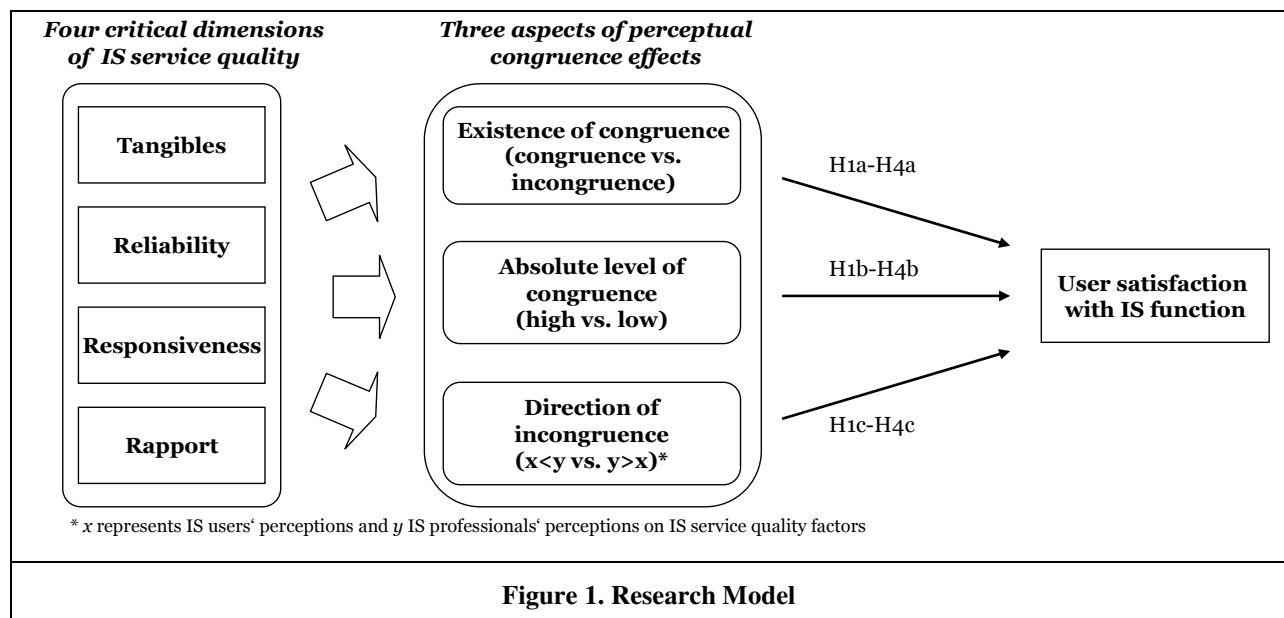 Four critical dimensions
of IS service quality
Three aspects of perceptual
congruence effects
Tangibles
Reliability
Responsiveness
Rapport
Existence of congruence
(congruence vs.
incongruence)
Absolute level of
congruence
(high vs. low)
Direction of
incongruence
(x<y vs. y>x)*
H1a-H4a
H1b-H4b
H1c-H4c
User satisfaction
with IS function
* x represents IS users‘ perceptions and y IS professionals‘ perceptions on IS service quality factors
Figure 1. Research Model